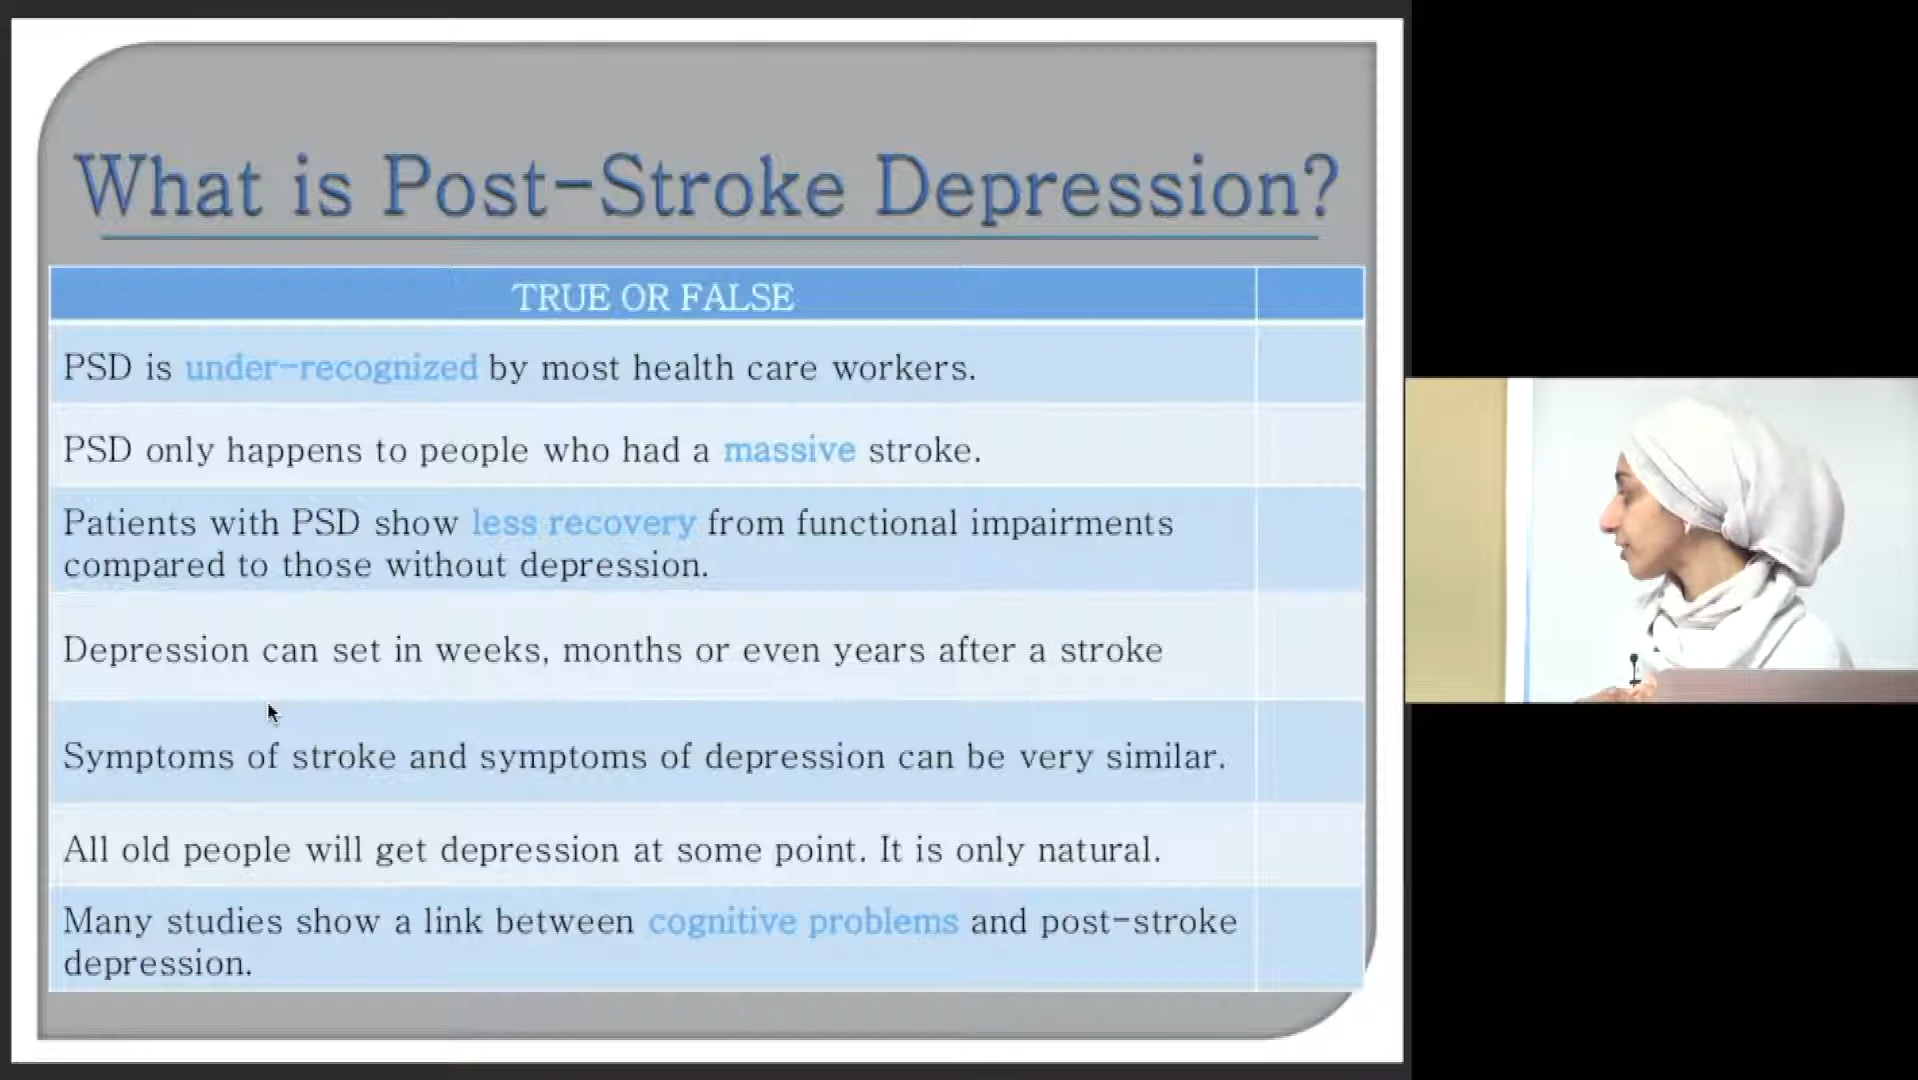 What is Post-Stroke Depression?
TRUE OR FALSE
PSD is under-recognized by most health care workers.
PSD only happens to people who had a massive stroke.
Patients with PSD show less recovery from functional impairments
compared to those without depression.
Depression can set in weeks, months or even years after a stroke
Symptoms of stroke and symptoms of depression can be very similar.
All old people will get depression at some point. It is only natural.
Many studies show a link between cognitive problems and post-stroke
depression.